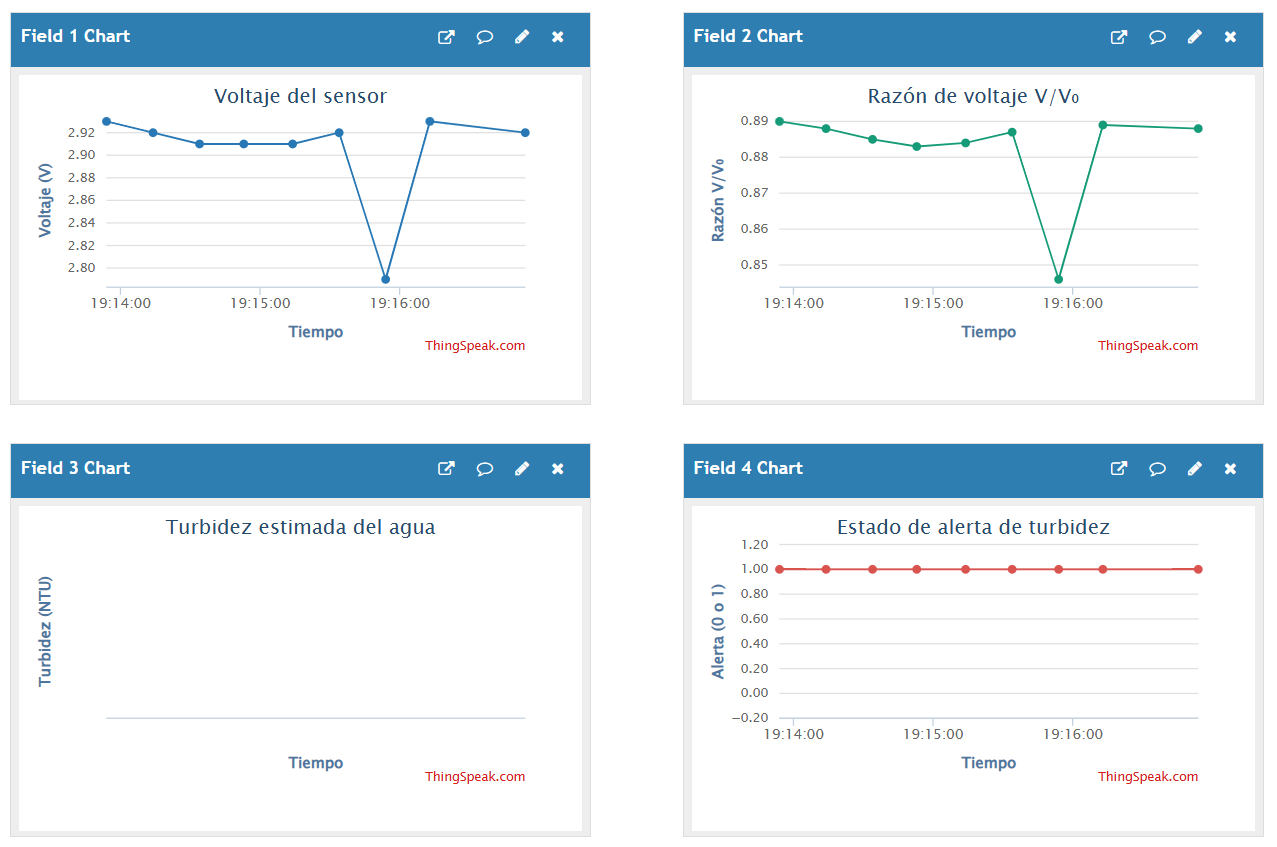 Field 1 Chart
Voltaje del sensor
Voltaje (V)
2.92
2.90
2.88
2.86
2.84
2.82
2.80
19:14:00 19:15:00 19:16:00
Tiempo
ThingSpeak.com
Field 2 Chart
Razón de voltaje V/V₀
Razón V/V₀
0.89
0.88
0.87
0.86
0.85
19:14:00 19:15:00 19:16:00
Tiempo
ThingSpeak.com
Field 3 Chart
Turbidez estimada del agua
Turbidez (NTU)
Tiempo
ThingSpeak.com
Field 4 Chart
Estado de alerta de turbidez
Alerta (0 o 1)
1.20
1.00
0.80
0.60
0.40
0.20
0.00
−0.20
19:14:00 19:15:00 19:16:00
Tiempo
ThingSpeak.com